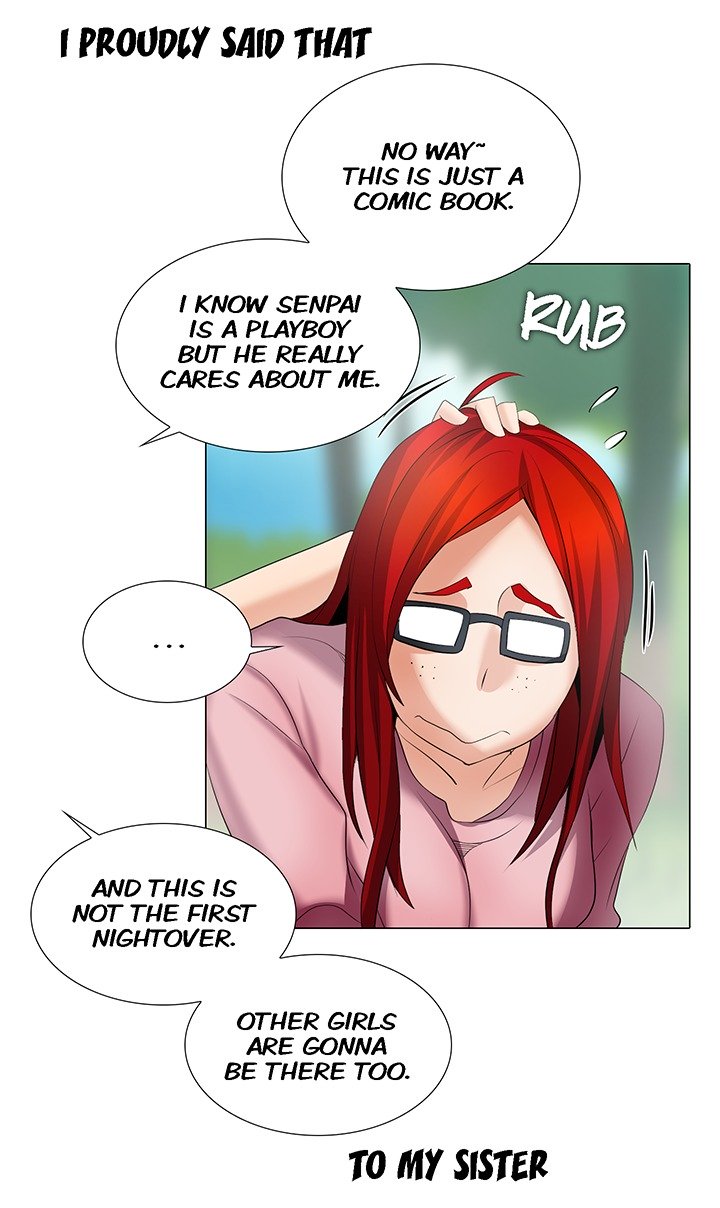 I PROUDLY SAID THAT
NO WAY~
THIS IS JUST A
COMIC BOOK.
I KNOW SENPAI
IS A PLAYBOY
BUT HE REALLY
CARES ABOUT ME.
RUB
...
AND THIS IS
NOT THE FIRST
NIGHTOVER.
OTHER GIRLS
ARE GONNA
BE THERE TOO.
TO MY SISTER